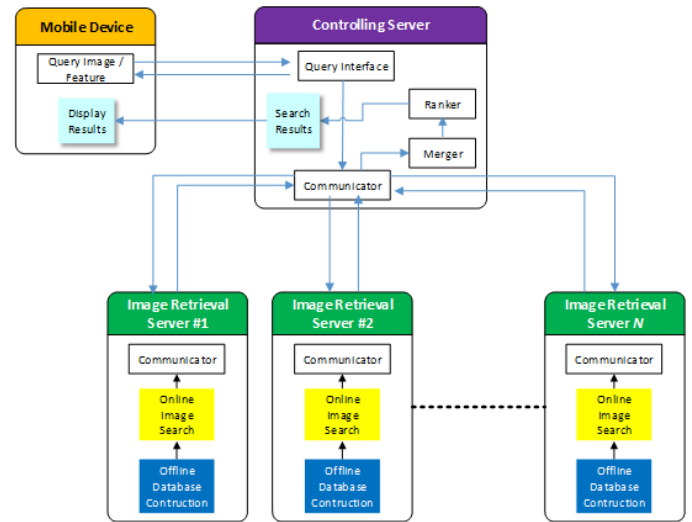 Mobile Device
Query Image /
Feature
Display
Results
Controlling Server
Query Interface
Search
Results
Ranker
Merger
Communicator
Image Retrieval
Server #1
Communicator
Online
Image
Search
Offline
Database
Contruction
Image Retrieval
Server #2
Communicator
Online
Image
Search
Offline
Database
Contruction
Image Retrieval
Server N
Communicator
Online
Image
Search
Offline
Database
Contruction